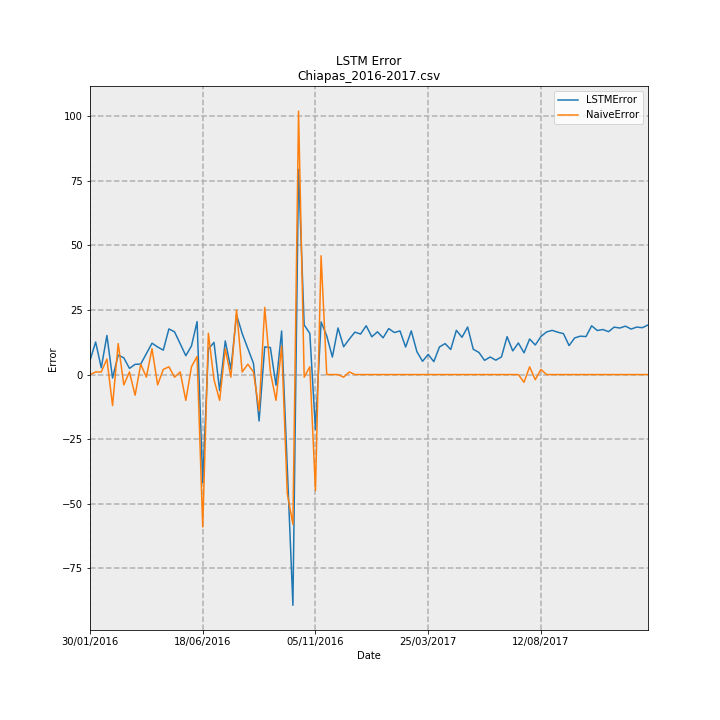 LSTM Error
Chiapas_2016-2017.csv
LSTMError
NaiveError
Error
100
75
50
25
0
−25
−50
−75
30/01/2016
18/06/2016
05/11/2016
25/03/2017
12/08/2017
Date